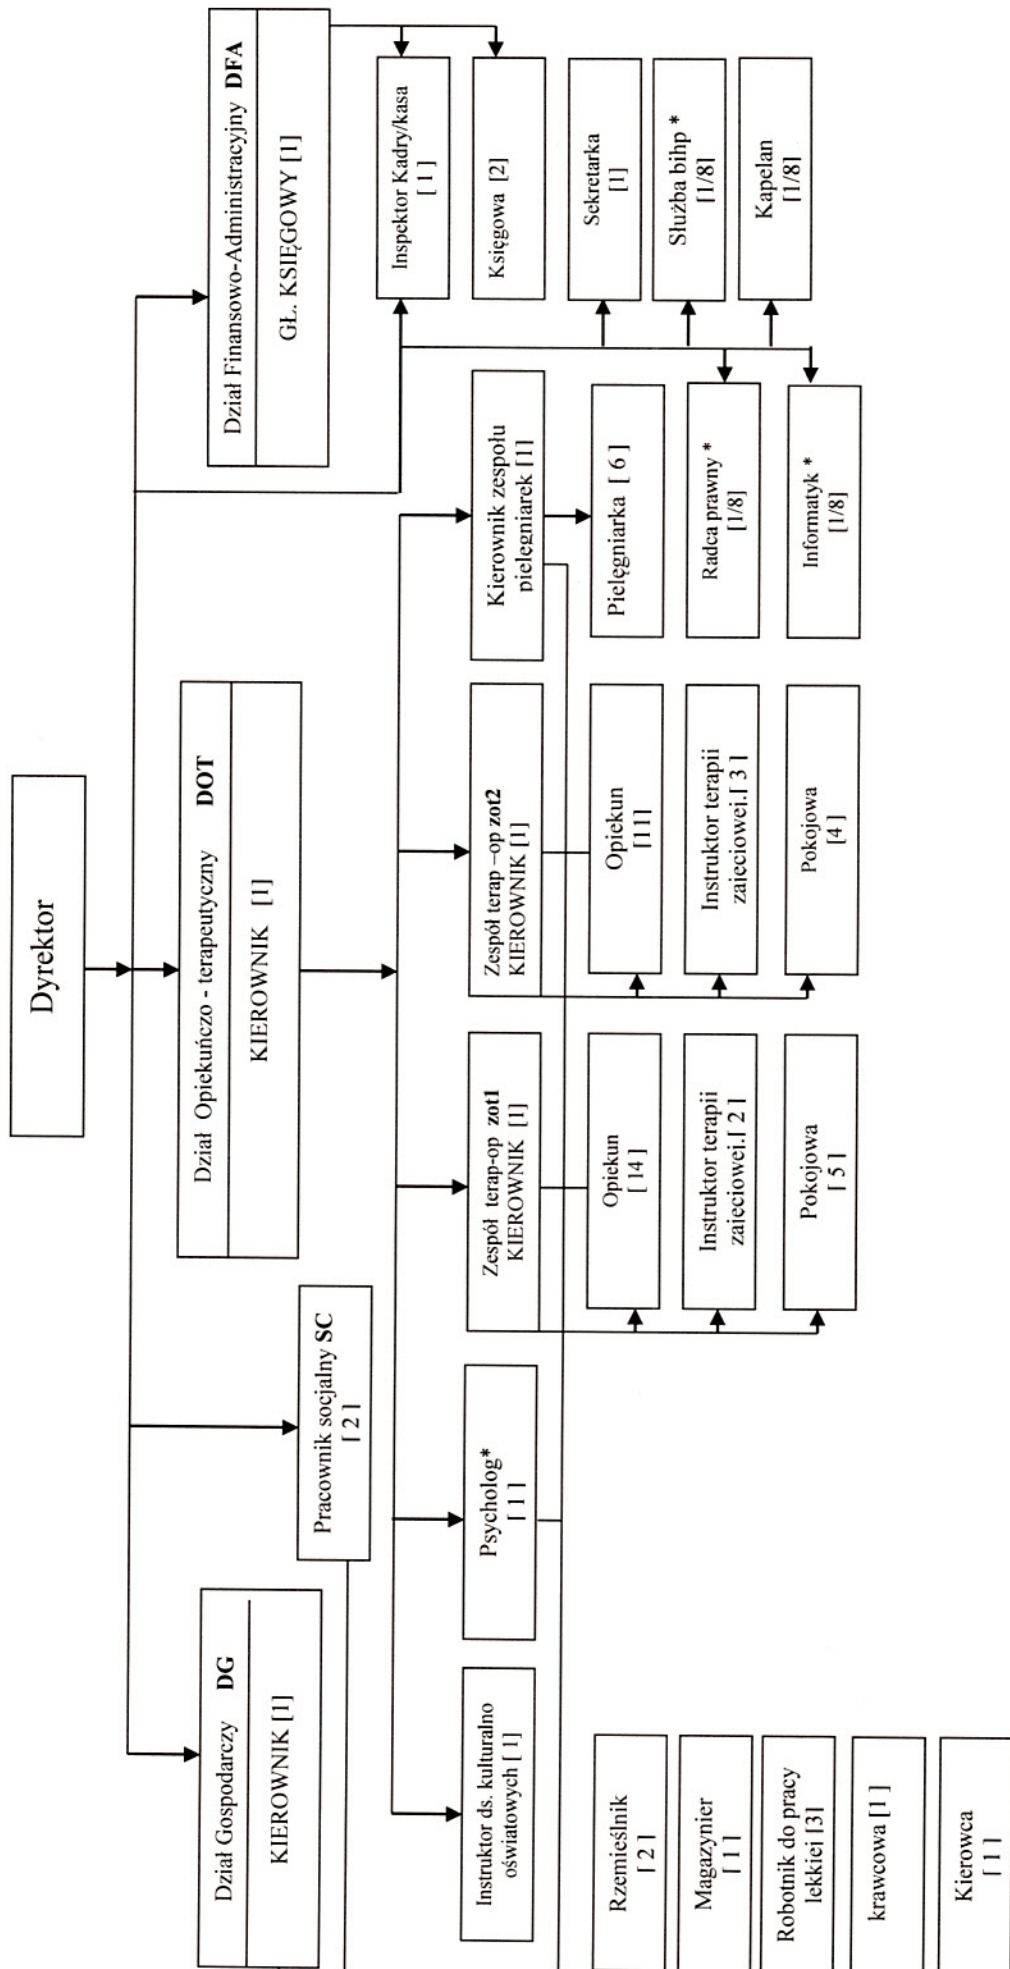 Dyrektor
Dział Gospodarczy DG
KIEROWNIK [1]
Pracownik socjalny SC
[ 2 ]
Dział Opiekuńczo - terapeutyczny DOT
KIEROWNIK [1]
Dział Finansowo-Administracyjny DFA
GŁ. KSIĘGOWY [1]
Instruktor ds. kulturalno
oświatowych [ 1]
Psycholog*
[ 1 ]
Zespół terap-op zot1
KIEROWNIK [1]
Zespół terap –op zot2
KIEROWNIK [1]
Kierownik zespołu
pielęgniarek [1]
Inspektor Kadry/kasa
[ 1 ]
Księgowa [2]
Rzemieślnik
[ 2 ]
Magazynier
[ 1 ]
Robotnik do pracy
lekkiej [3]
krawcowa [1 ]
Kierowca
[ 1 ]
Opiekun
[ 14 ]
Instruktor terapii
zajęciowej.[ 2 ]
Pokojowa
[ 5 ]
Opiekun
[11]
Instruktor terapii
zajęciowej.[ 3 ]
Pokojowa
[4 ]
Pielęgniarka [ 6 ]
Radca prawny *
[1/8]
Informatyk *
[1/8]
Sekretarka
[1]
Służba bihp *
[1/8]
Kapelan
[1/8]